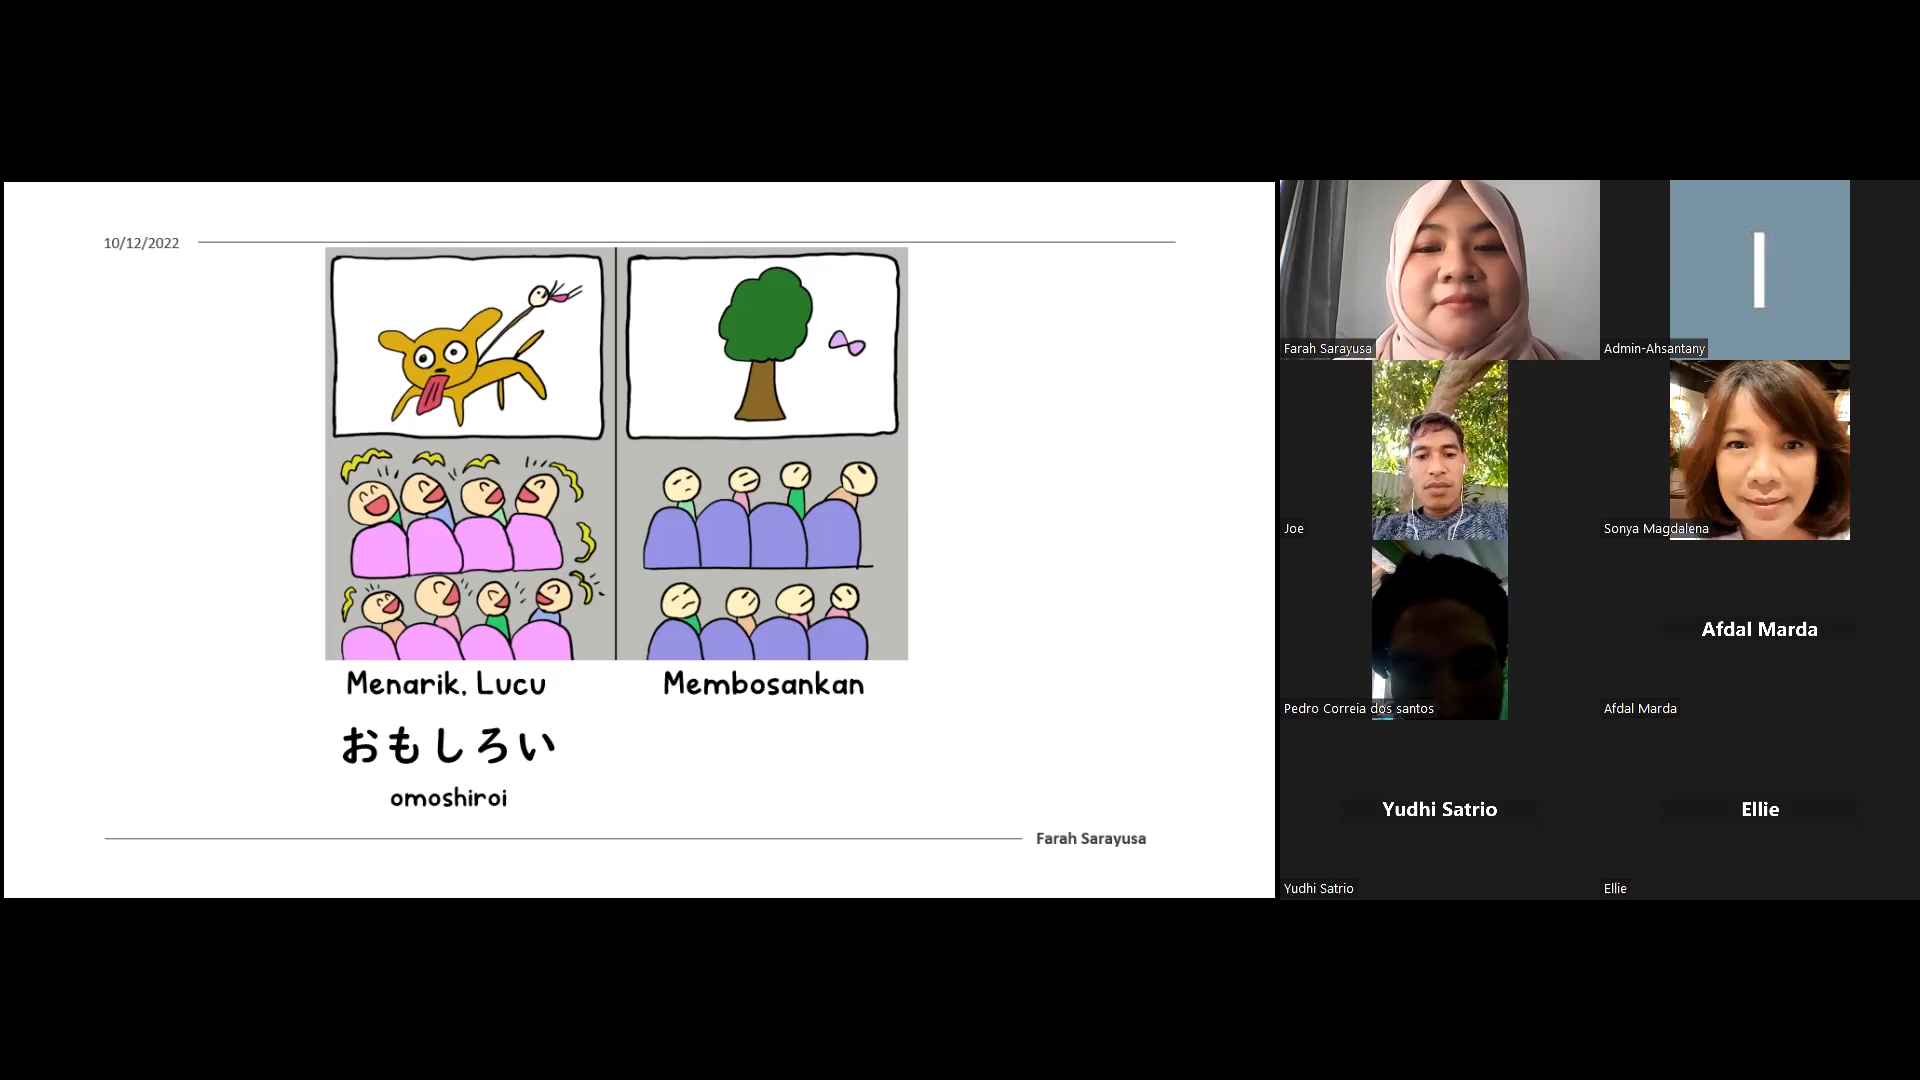 10/12/2022
Menarik, Lucu
Membosankan
おもしろい
omoshiroi
Farah Sarayusa
Farah Sarayusa
Admin-Ahsantany
Joe
Sonya Magdalena
Pedro Correia dos santos
Afdal Marda
Afdal Marda
Yudhi Satrio
Ellie
Yudhi Satrio
Ellie